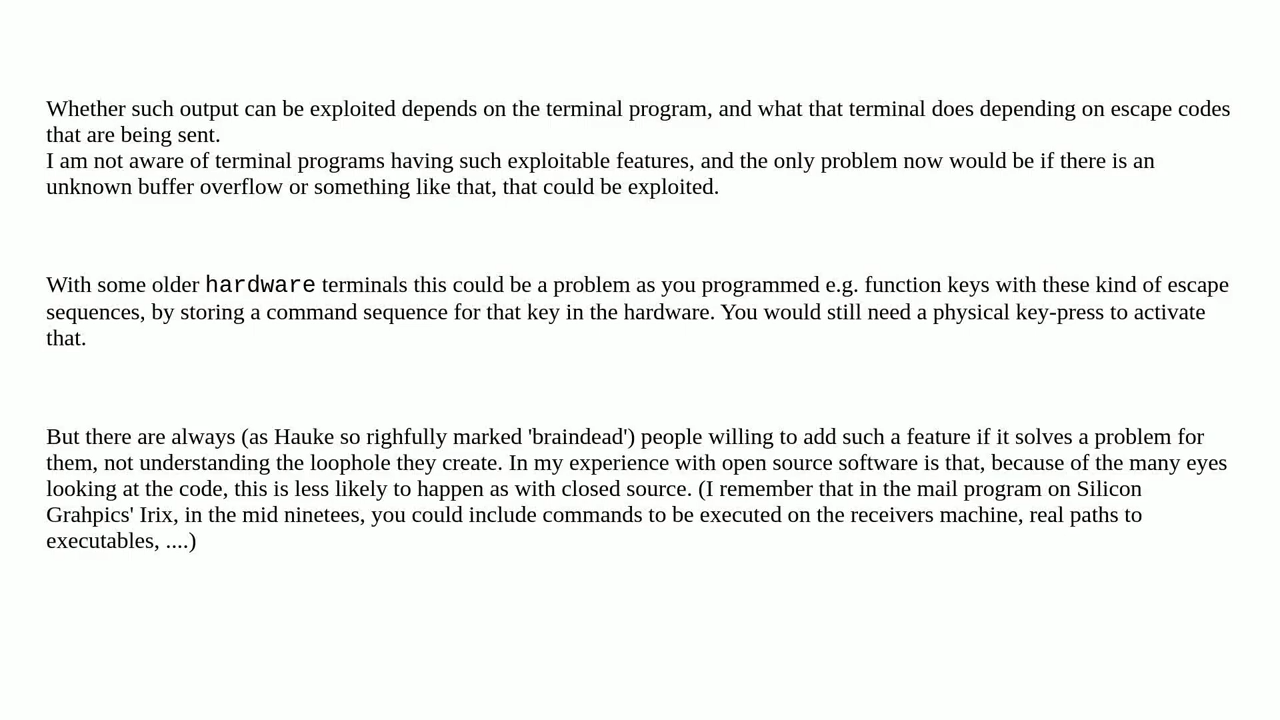 Whether such output can be exploited depends on the terminal program, and what that terminal does depending on escape codes
that are being sent.
I am not aware of terminal programs having such exploitable features, and the only problem now would be if there is an
unknown buffer overflow or something like that, that could be exploited.
With some older hardware terminals this could be a problem as you programmed e.g. function keys with these kind of escape
sequences, by storing a command sequence for that key in the hardware. You would still need a physical key-press to activate
that.
But there are always (as Hauke so righfully marked 'braindead') people willing to add such a feature if it solves a problem for
them, not understanding the loophole they create. In my experience with open source software is that, because of the many eyes
looking at the code, this is less likely to happen as with closed source. (I remember that in the mail program on Silicon
Grahpics' Irix, in the mid ninetees, you could include commands to be executed on the receivers machine, real paths to
executables, ....)